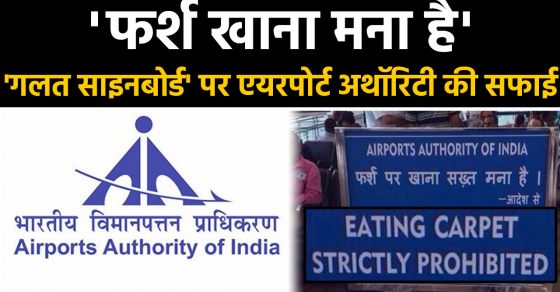 'फर्श खाना मना है'
'गलत साइनबोर्ड' पर एयरपोर्ट अथॉरिटी की सफाई
भारतीय विमानपत्तन प्राधिकरण
Airports Authority of India
AIRPORTS AUTHORITY OF INDIA
फर्श पर खाना सख्त मना है ।
—आदेश से
EATING CARPET
STRICTLY PROHIBITED